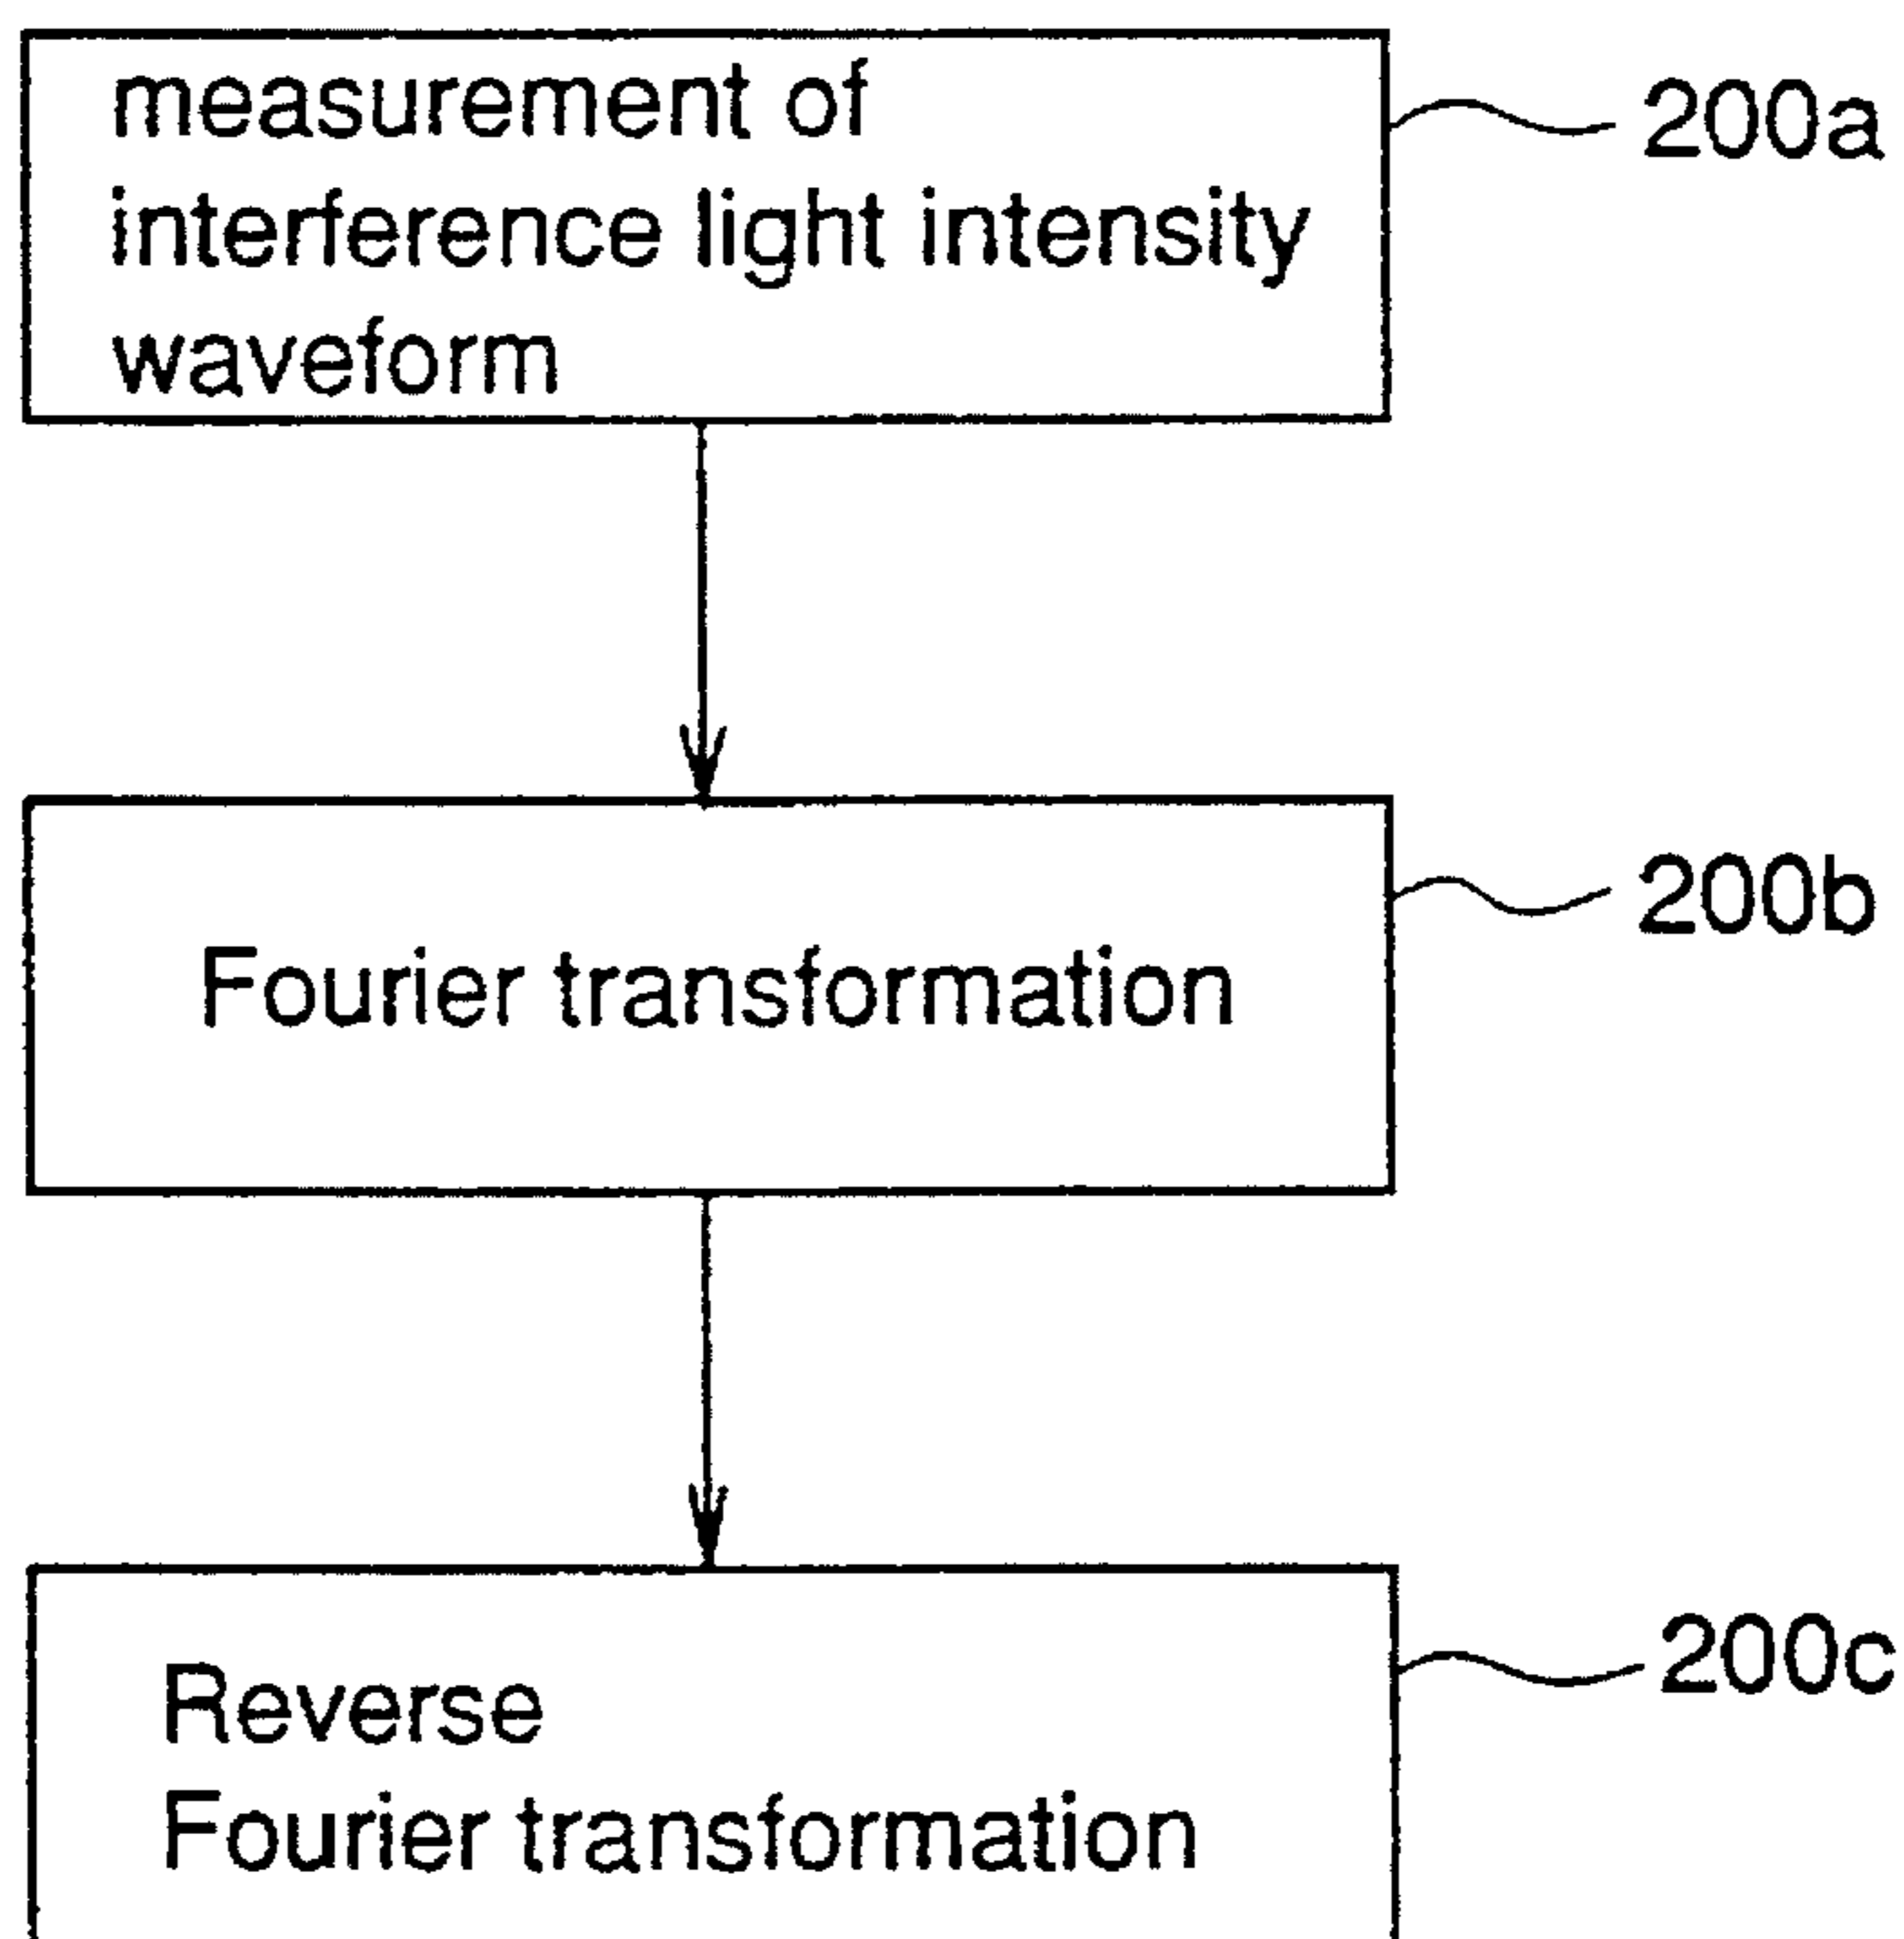 measurement of
interference light intensity
waveform
200a
Fourier transformation
200b
Reverse
Fourier transformation
200c